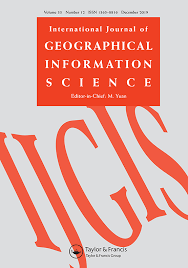 Volume 33 Number 12 ISSN 1365-8816 December 2019
International Journal of
GEOGRAPHICAL
INFORMATION
SCIENCE
Editor-in-Chief: M. Yuan
IJGIS
Taylor & Francis
Taylor & Francis Group